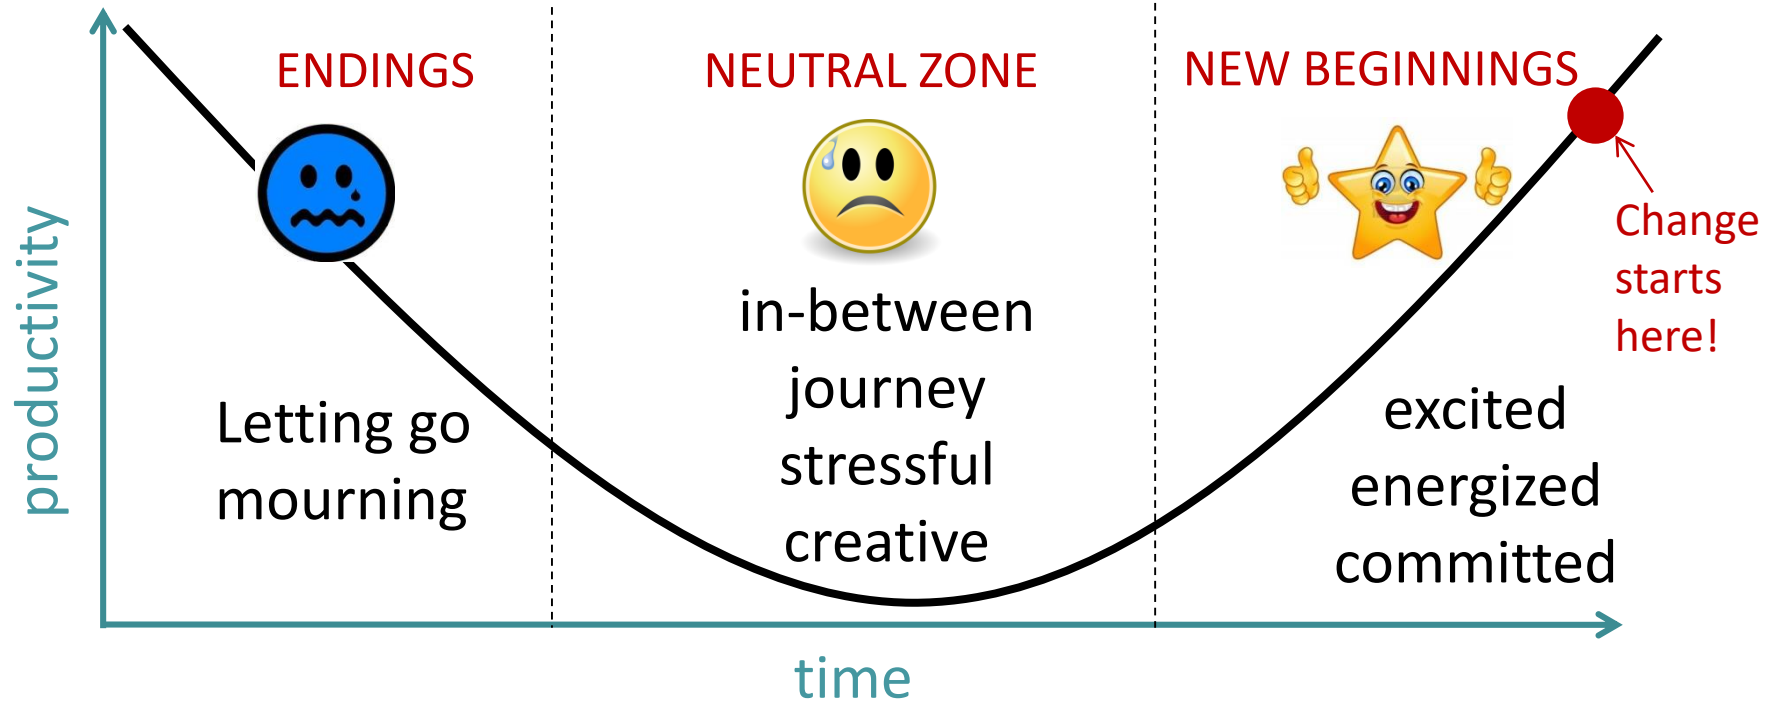 ENDINGS
NEUTRAL ZONE
NEW BEGINNINGS
productivity
Letting go
mourning
in-between
journey
stressful
creative
excited
energized
committed
Change
starts
here!
time